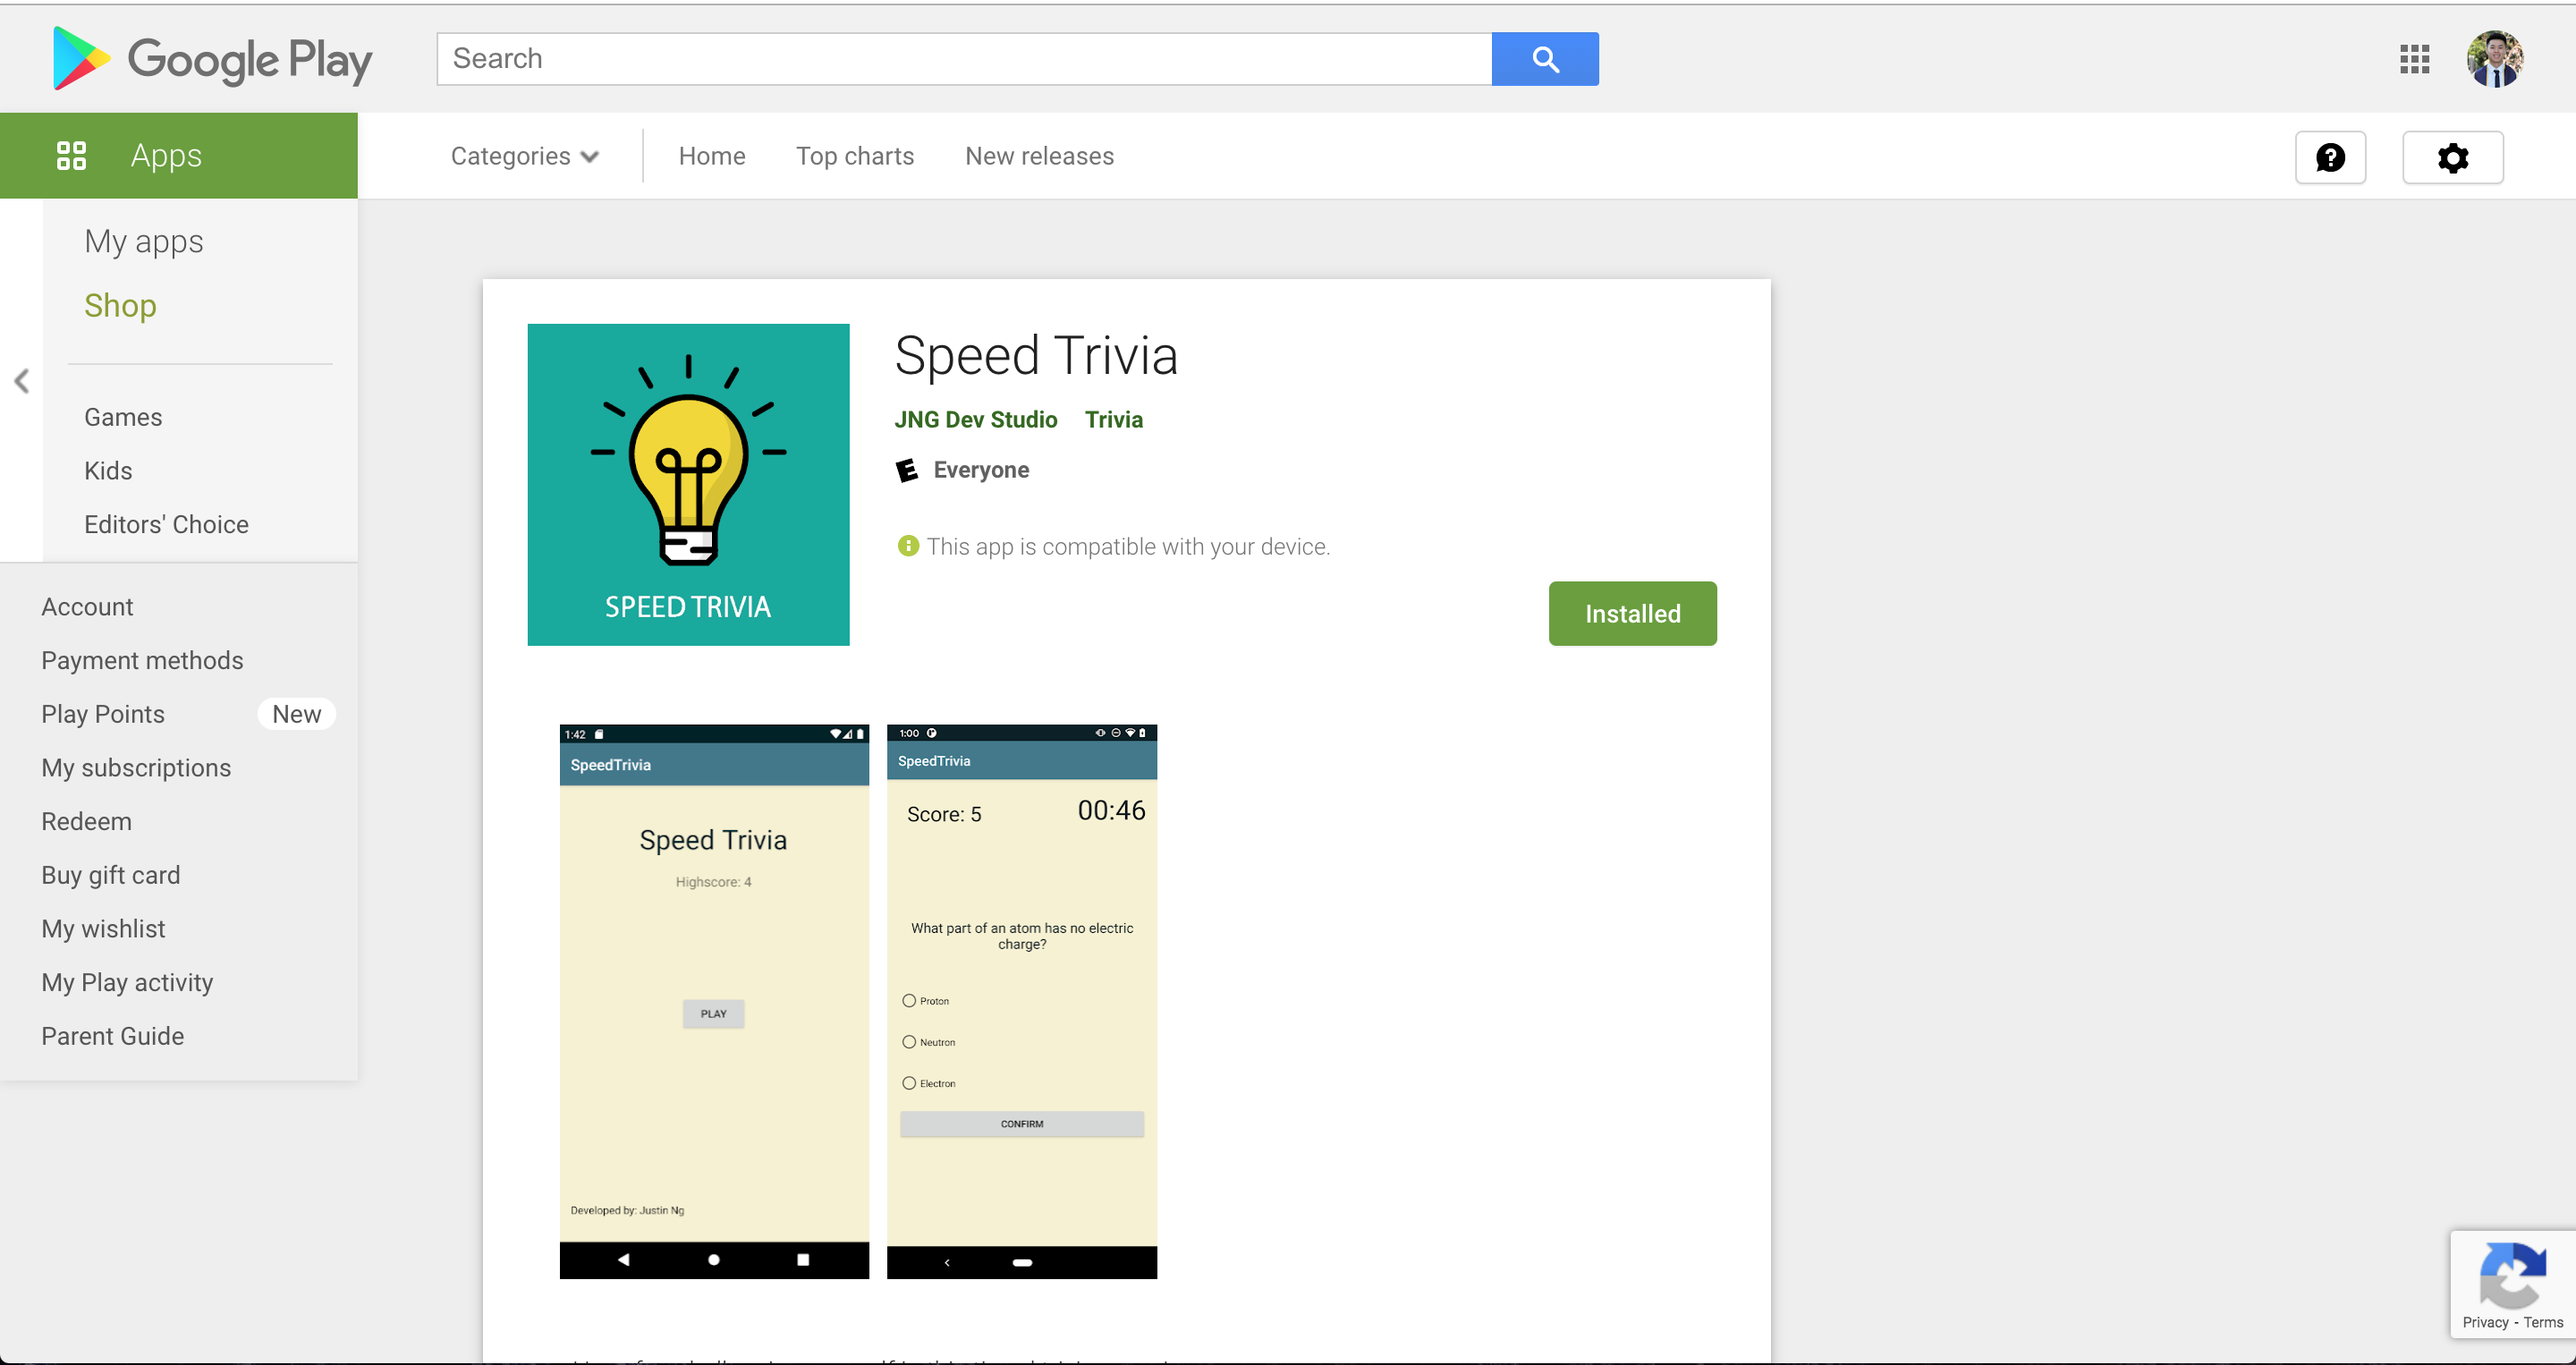 Google Play
Search
Apps
Categories
Home
Top charts
New releases
My apps
Shop
Games
Kids
Editors' Choice
Account
Payment methods
Play Points
New
My subscriptions
Redeem
Buy gift card
My wishlist
My Play activity
Parent Guide
SPEED TRIVIA
Speed Trivia
JNG Dev Studio Trivia
E Everyone
This app is compatible with your device.
Installed
1:42
SpeedTrivia
Speed Trivia
Highscore: 4
PLAY
Developed by: Justin Ng
1:00
SpeedTrivia
Score: 5
00:46
What part of an atom has no electric
charge?
Proton
Neutron
Electron
CONFIRM
Privacy - Terms